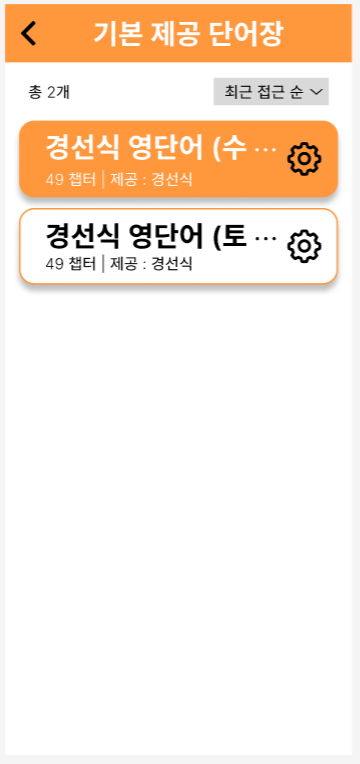 기본 제공 단어장
총 2개
최근 접근 순
경선식 영단어 (수 ···
49 챕터 | 제공 : 경선식
경선식 영단어 (토 ···
49 챕터 | 제공 : 경선식